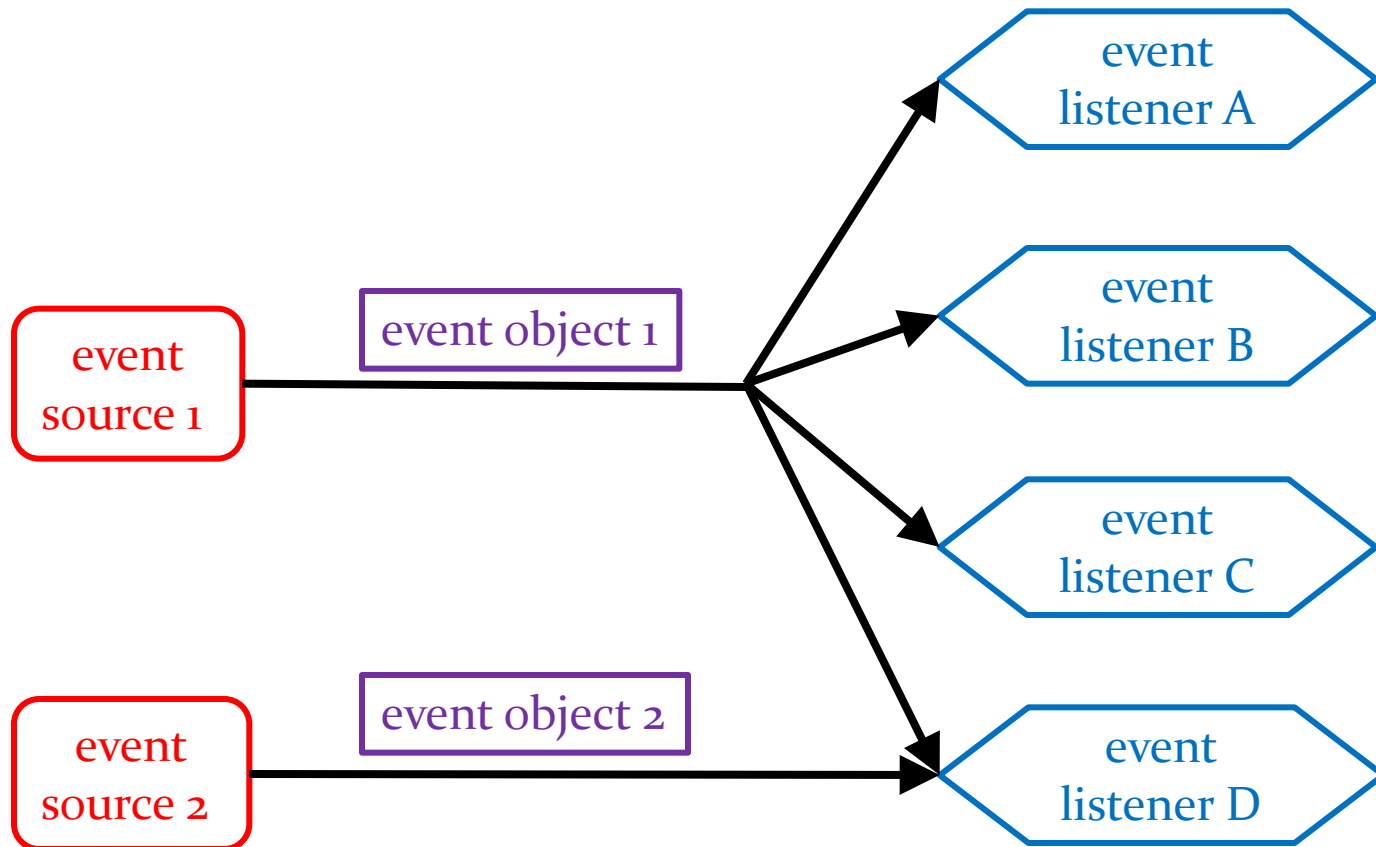 event
listener A
event
listener B
event object 1
event
source 1
event
listener C
event object 2
event
source 2
event
listener D